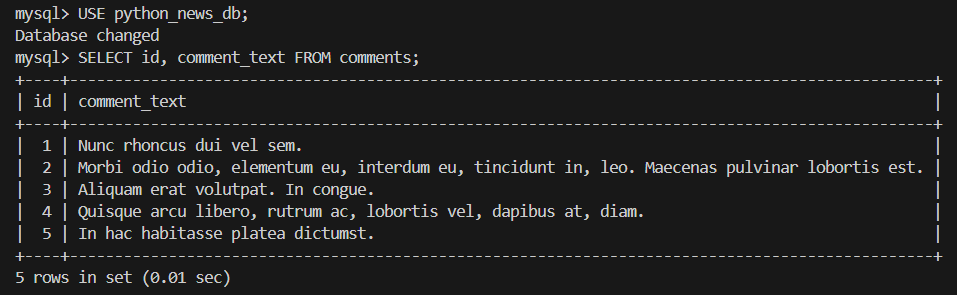 mysql> USE python_news_db;
Database changed
mysql> SELECT id, comment_text FROM comments;
+----+-------------------------------------------------------------------------------------------------+
| id | comment_text                                                                                    |
+----+-------------------------------------------------------------------------------------------------+
|  1 | Nunc rhoncus dui vel sem.                                                                       |
|  2 | Morbi odio odio, elementum eu, interdum eu, tincidunt in, leo. Maecenas pulvinar lobortis est. |
|  3 | Aliquam erat volutpat. In congue.                                                               |
|  4 | Quisque arcu libero, rutrum ac, lobortis vel, dapibus at, diam.                                 |
|  5 | In hac habitasse platea dictumst.                                                               |
+----+-------------------------------------------------------------------------------------------------+
5 rows in set (0.01 sec)